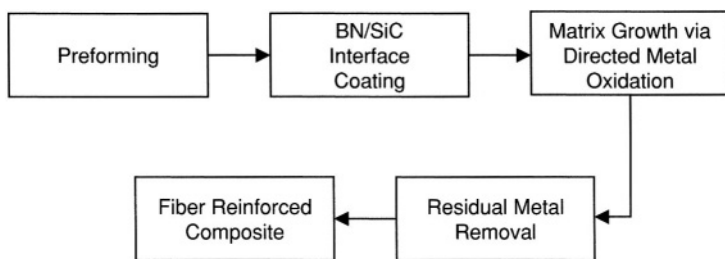 Preforming
BN/SiC
Interface
Coating
Matrix Growth via
Directed Metal
Oxidation
Residual Metal
Removal
Fiber Reinforced
Composite